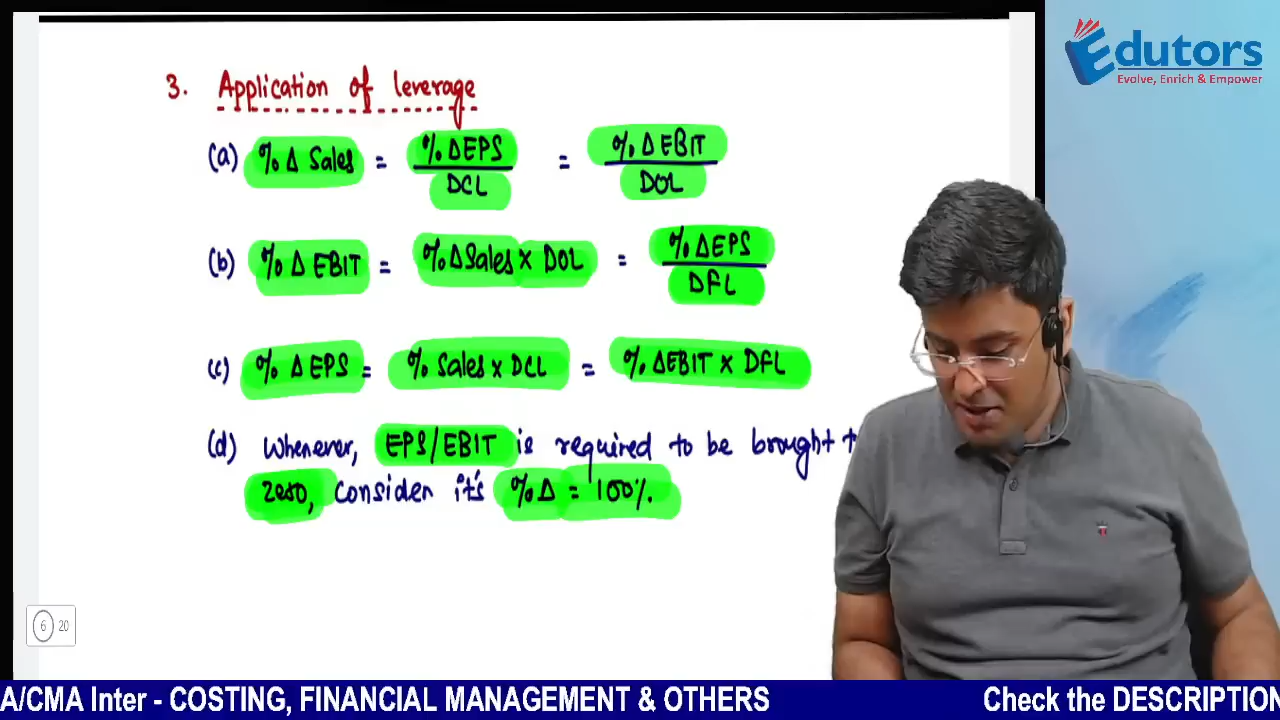 Edutors
Evolve, Enrich & Empower
3. Application of leverage
(a) % Δ Sales = % ΔEPS / DCL = % Δ EBIT / DOL
(b) % Δ EBIT = % ΔSales × DOL = % ΔEPS / DFL
(c) % Δ EPS = % Sales × DCL = % ΔEBIT × DFL
(d) Whenever, EPS/EBIT is required to be brought
zero, Consider it's % Δ = 100%.
6 20
A/CMA Inter - COSTING, FINANCIAL MANAGEMENT & OTHERS Check the DESCRIPTION